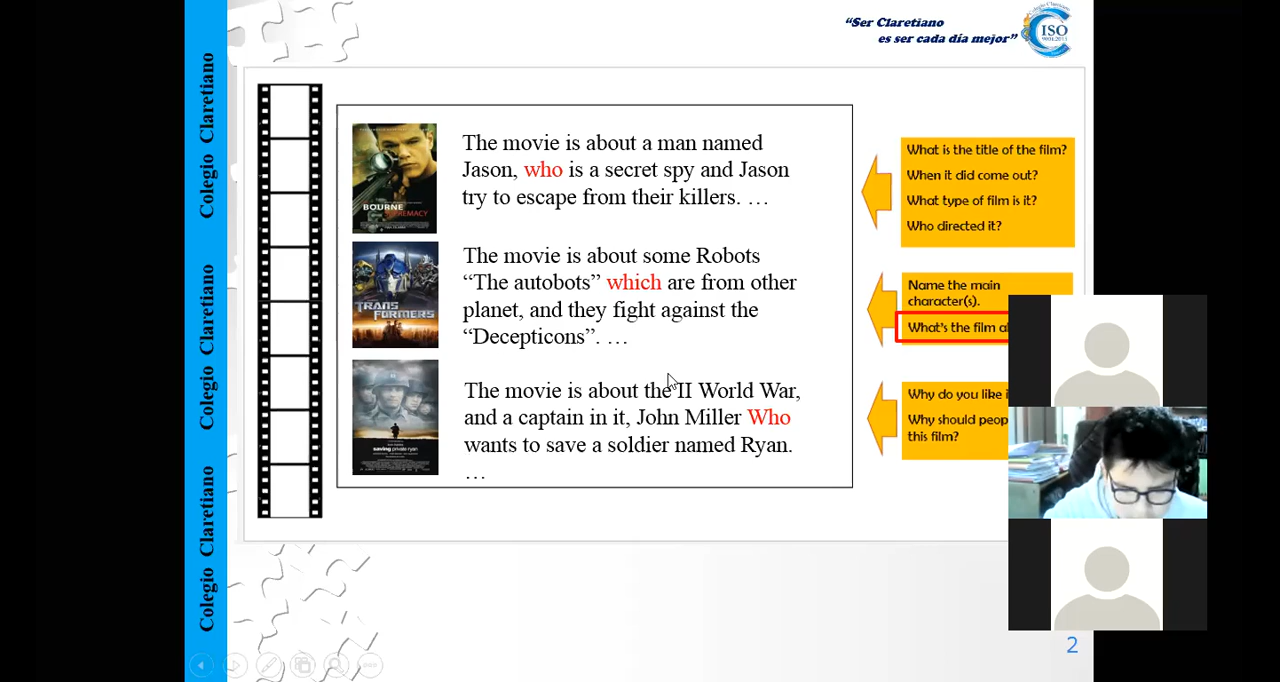 “Ser Claretiano
es ser cada día mejor”
ISO
Colegio Claretiano
Colegio Claretiano
Colegio Claretiano
BOURNE
SUPREMACY
The movie is about a man named
Jason, who is a secret spy and Jason
try to escape from their killers. …
TRANSFORMERS
The movie is about some Robots
“The autobots” which are from other
planet, and they fight against the
“Decepticons”. …
saving private ryan
The movie is about the II World War,
and a captain in it, John Miller Who
wants to save a soldier named Ryan.
…
What is the title of the film?
When it did come out?
What type of film is it?
Who directed it?
Name the main
character(s).
What’s the film
Why do you like
Why should
this film?
2